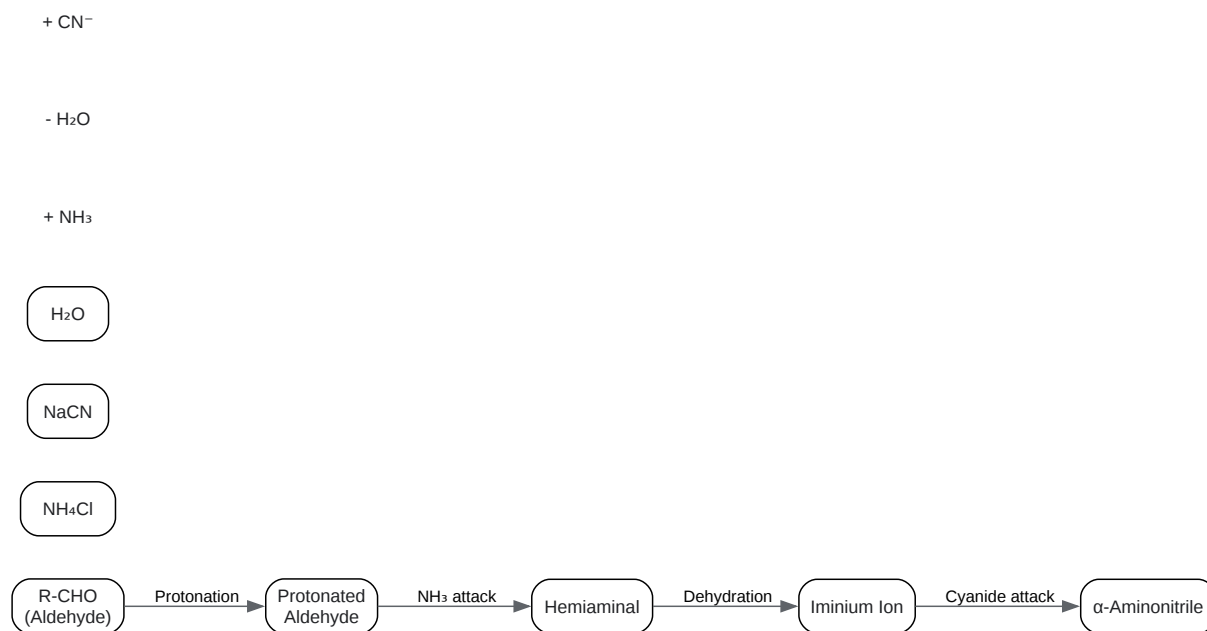 + CN⁻
- H₂O
+ NH₃
H₂O
NaCN
NH₄Cl
R-CHO
(Aldehyde)
Protonation
Protonated
Aldehyde
NH₃ attack
Hemiaminal
Dehydration
Iminium Ion
Cyanide attack
α-Aminonitrile